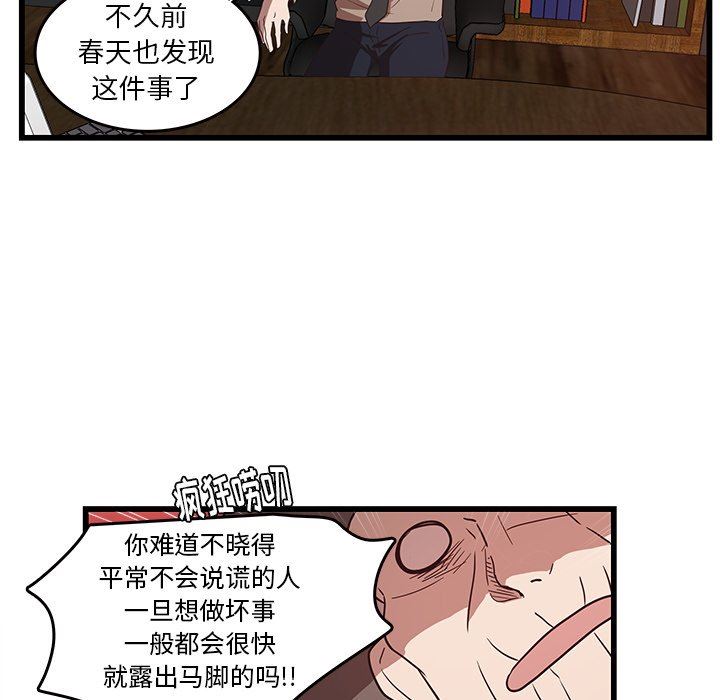 不久前
春天也发现
这件事了
疯狂唠叨
你难道不晓得
平常不会说谎的人
一旦想做坏事
一般都会很快
就露出马脚的吗!!